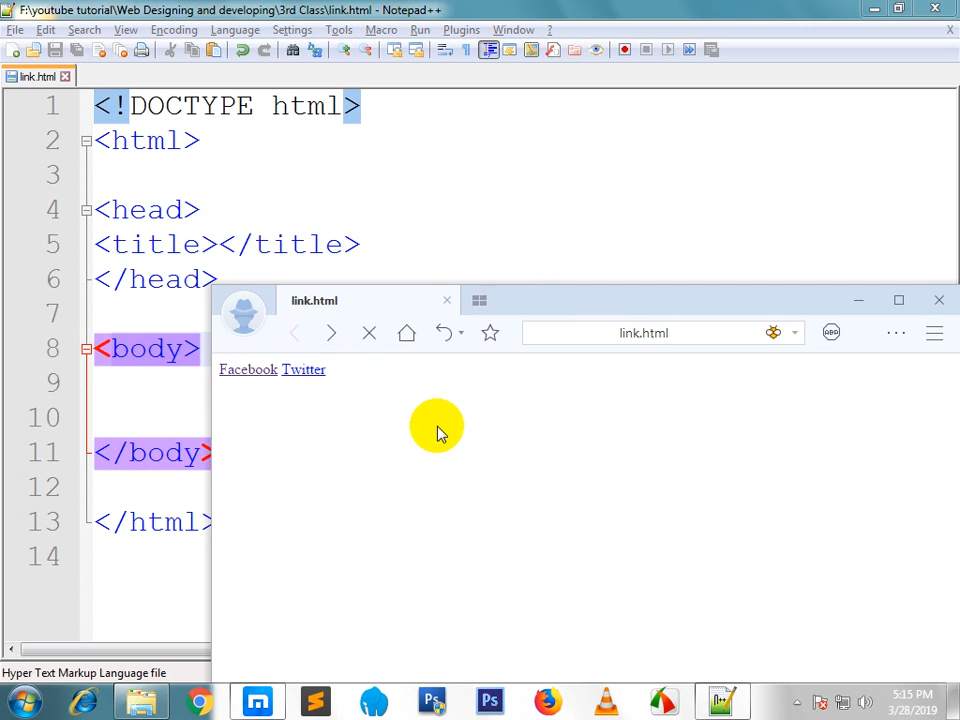 F:\youtube tutorial\Web Designing and developing\3rd Class\link.html - Notepad++
File Edit Search View Encoding Language Settings Tools Macro Run Plugins Window ? X
link.html
1 <!DOCTYPE html>
2 <html>
3
4 <head>
5 <title></title>
6 </head>
7
8 <body>
9
10
11 </body>
12
13 </html>
14
link.html
link.html
ABP
Facebook Twitter
Hyper Text Markup Language file
Ps Ps
5:15 PM
3/28/2019